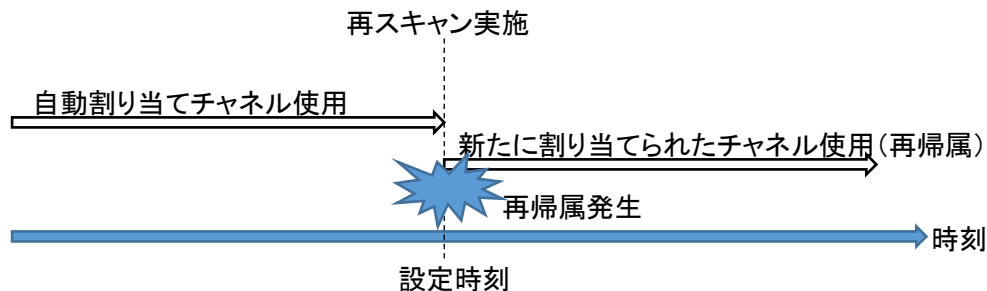 再スキャン実施
自動割り当てチャネル使用
新たに割り当てられたチャネル使用(再帰属)
再帰属発生
時刻
設定時刻